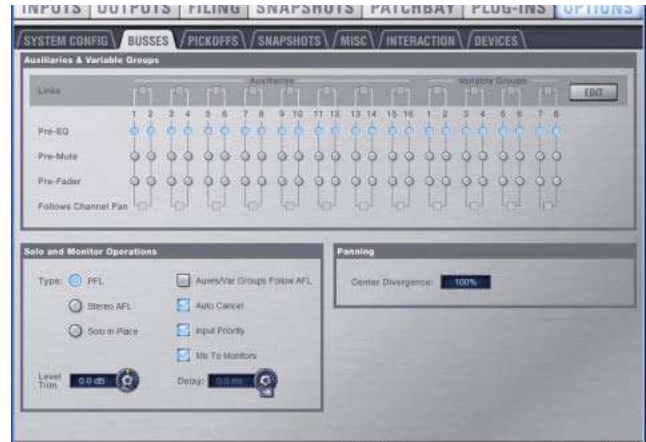 INPUTS OUTPUTS FILING SNAPSHOTS PATCHBAY PLUG-INS OPTIONS
SYSTEM CONFIG BUSSES PICKOFFS SNAPSHOTS MISC INTERACTION DEVICES
Auxiliaries & Variable Groups
Auxiliaries Variable Groups
Links EDIT
1 2 3 4 5 6 7 8 9 10 11 12 13 14 15 16 1 2 3 4 5 6 7 8
Pre-EQ
Pre-Mute
Pre-Fader
Follows Channel Pan
Solo and Monitor Operations Panning
Type: PFL Auxes/Var Groups Follow AFL Center Divergence: 100%
Stereo AFL Auto Cancel
Solo in Place Input Priority
Mix To Monitors
Level Trim 0.0 dB Delay: 0.0 ms